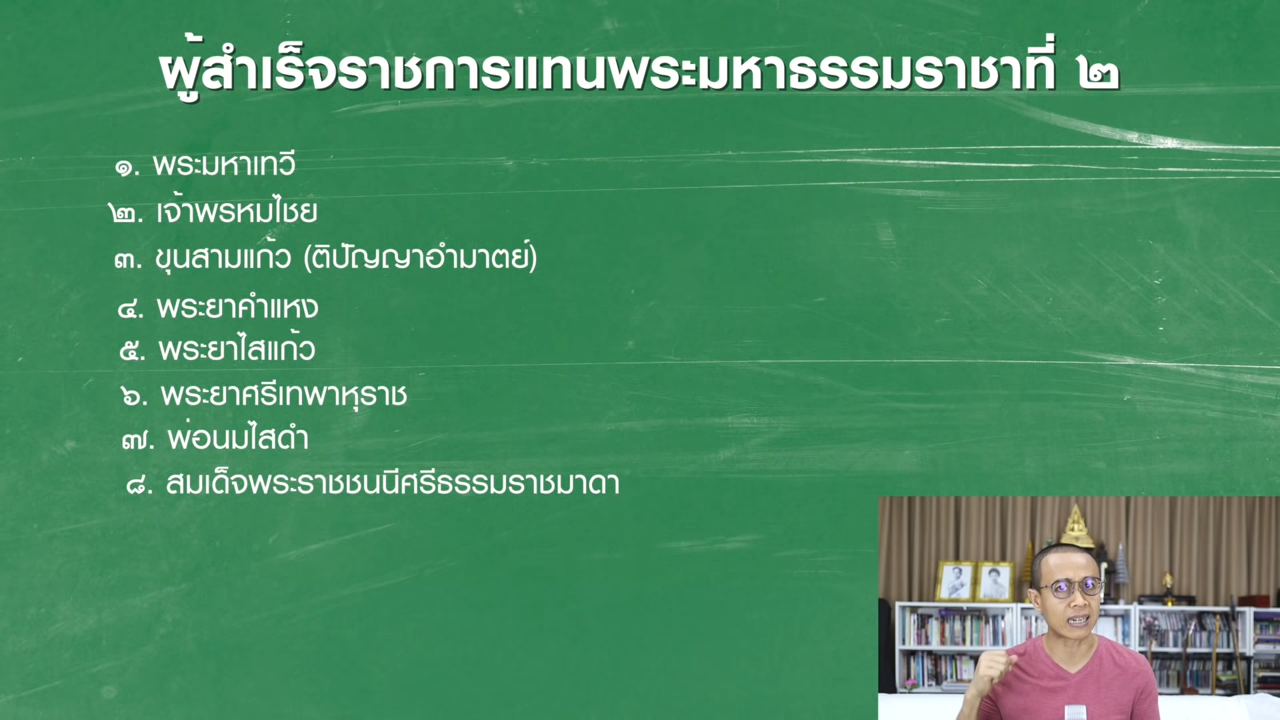 ผู้สำเร็จราชการแทนพระมหาธรรมราชาที่ ๒
๑. พระมหาเทวี
๒. เจ้าพรหมไชย
๓. ขุนสามแก้ว (ติปัญญาอำมาตย์)
๔. พระยาคำแหง
๕. พระยาไสแก้ว
๖. พระยาศรีเทพาหุราช
๗. พ่อนมไสดำ
๘. สมเด็จพระราชชนนีศรีธรรมราชมาดา